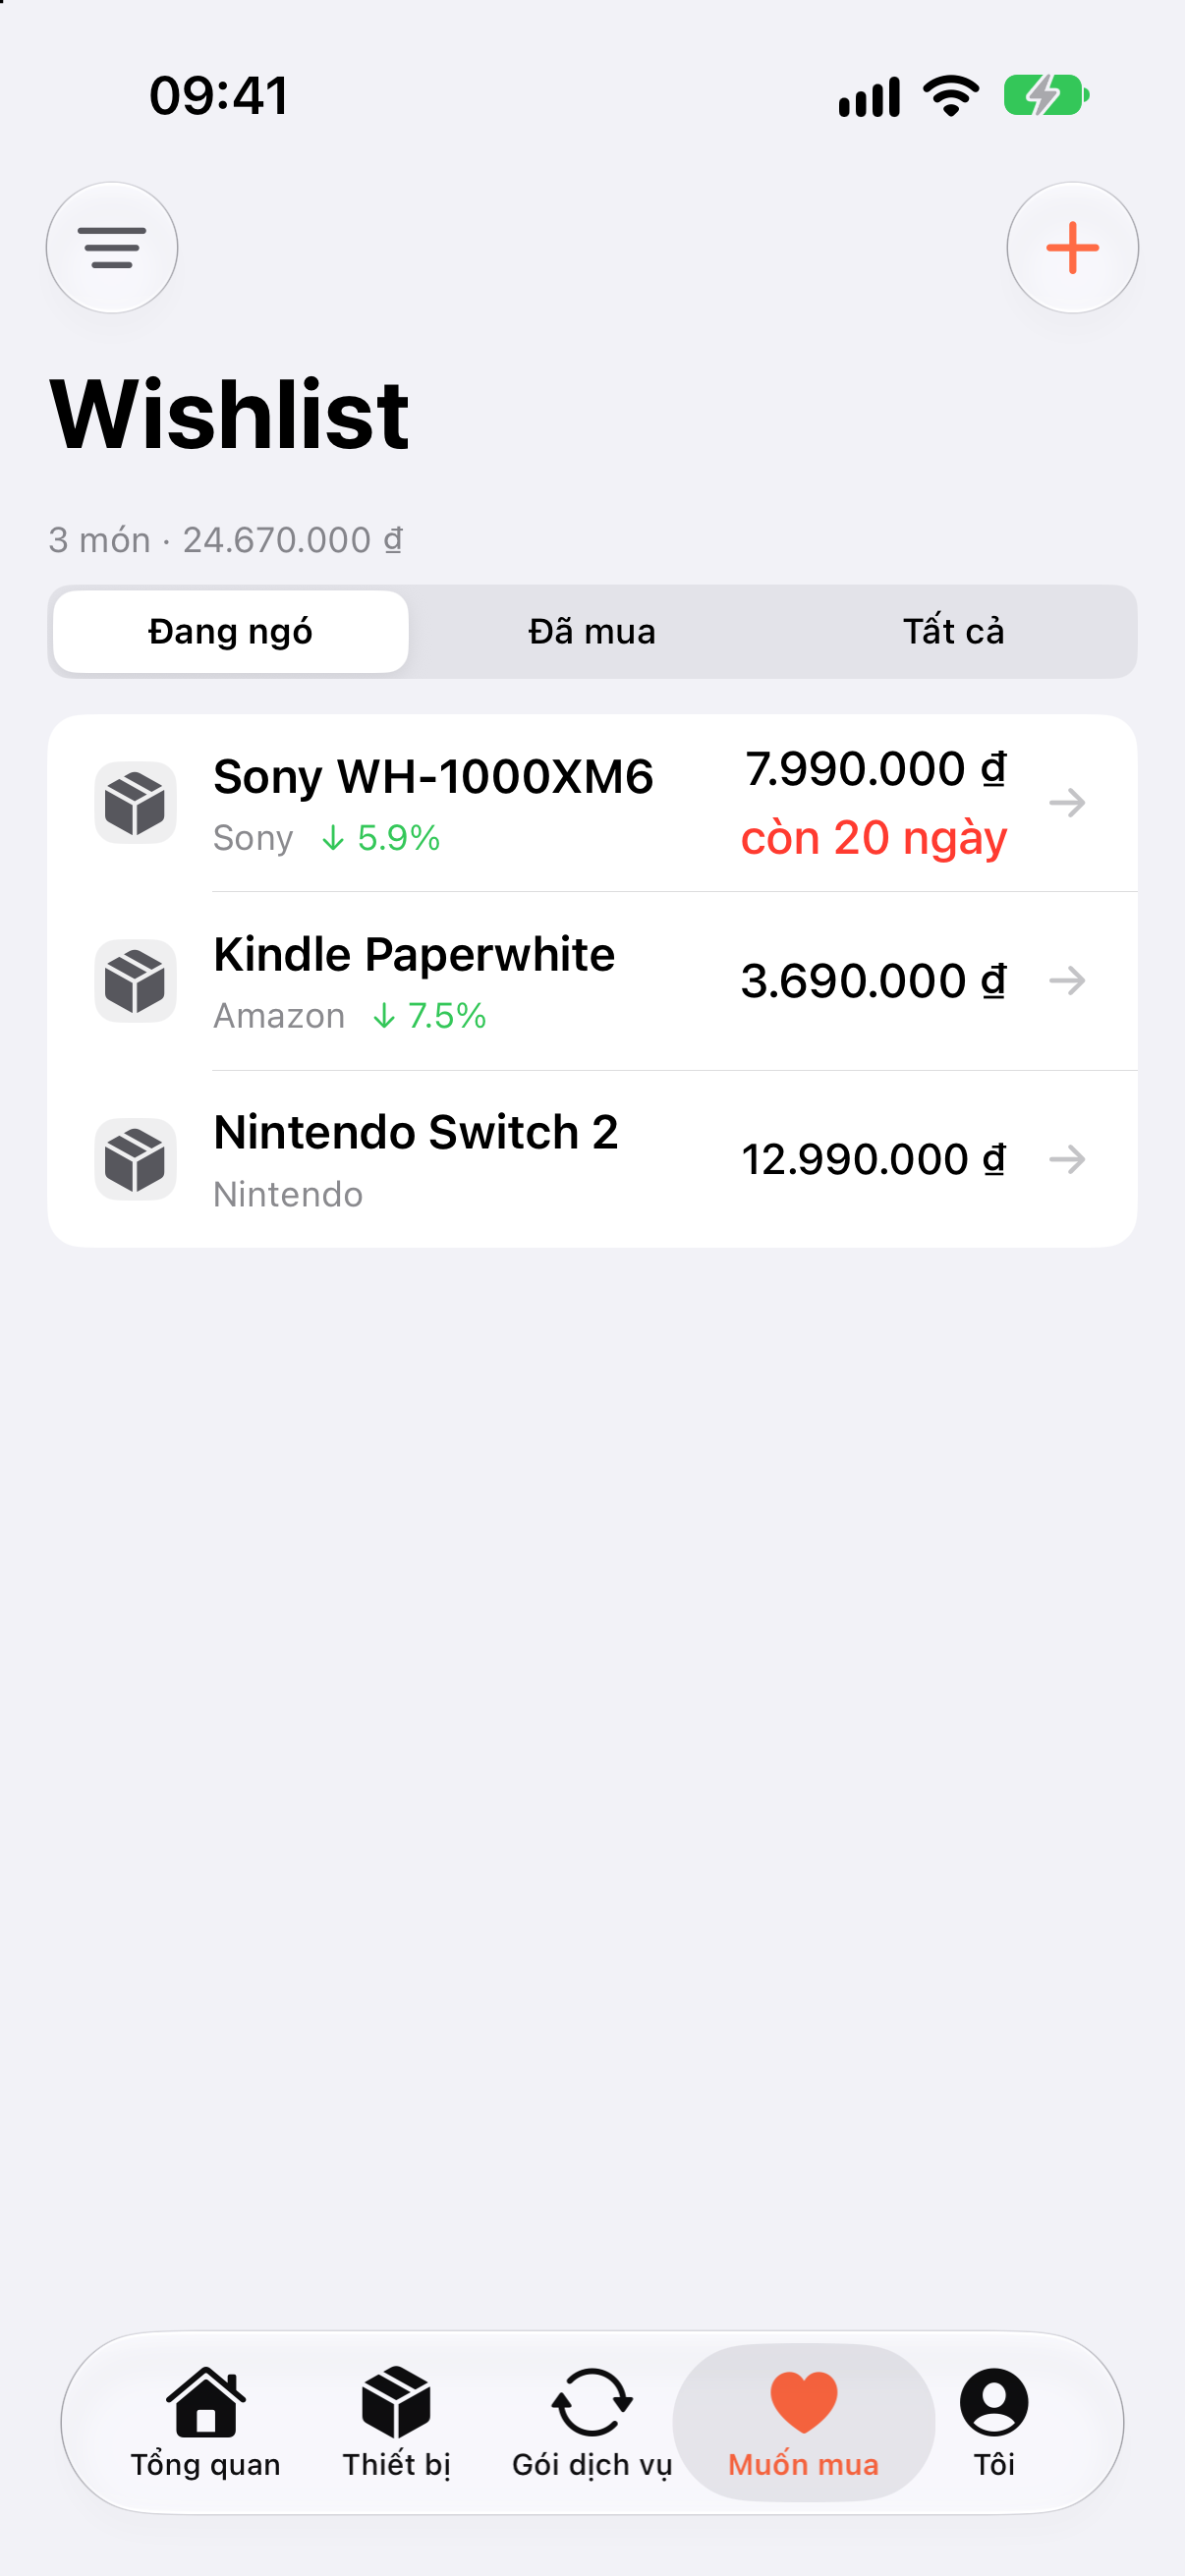 09:41
Wishlist
3 món · 24.670.000 ₫
Đang ngó
Đã mua
Tất cả
Sony WH-1000XM6
7.990.000 ₫
Sony ↓ 5.9%
còn 20 ngày
Kindle Paperwhite
3.690.000 ₫
Amazon ↓ 7.5%
Nintendo Switch 2
12.990.000 ₫
Nintendo
Tổng quan
Thiết bị
Gói dịch vụ
Muốn mua
Tôi